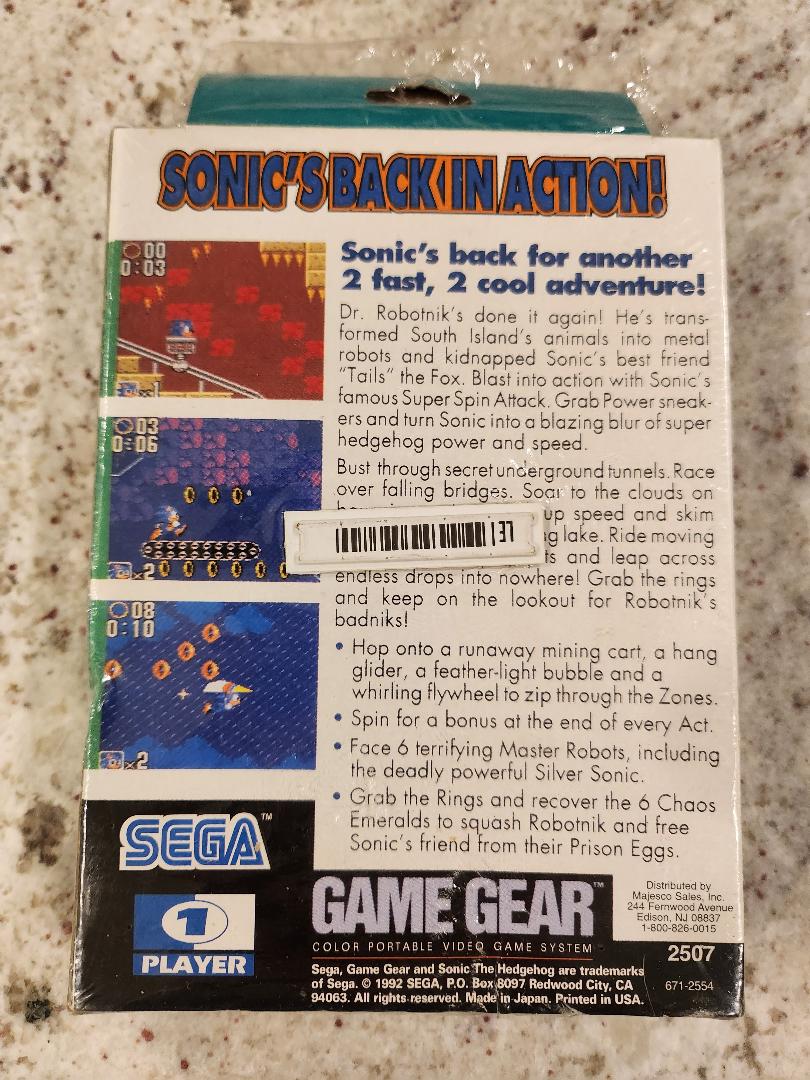 SONIC'S BACK IN ACTION!
00
0:03
1
03
0:06
×2
08
0:10
×2
Sonic's back for another
2 fast, 2 cool adventure!
Dr. Robotnik's done it again! He's trans-
formed South Island's animals into metal
robots and kidnapped Sonic's best friend
"Tails" the Fox. Blast into action with Sonic's
famous Super Spin Attack. Grab Power sneak-
ers and turn Sonic into a blazing blur of super
hedgehog power and speed.
Bust through secret underground tunnels. Race
over falling bridges. Soar to the clouds on
up speed and skim
lake. Ride moving
and leap across
endless drops into nowhere! Grab the rings
and keep on the lookout for Robotnik's
badniks!
137
• Hop onto a runaway mining cart, a hang
glider, a feather-light bubble and a
whirling flywheel to zip through the Zones.
• Spin for a bonus at the end of every Act.
• Face 6 terrifying Master Robots, including
the deadly powerful Silver Sonic.
• Grab the Rings and recover the 6 Chaos
Emeralds to squash Robotnik and free
Sonic's friend from their Prison Eggs.
SEGA™
1
PLAYER
GAME GEAR™
COLOR PORTABLE VIDEO GAME SYSTEM
Sega, Game Gear and Sonic The Hedgehog are trademarks
of Sega. © 1992 SEGA, P.O. Box 8097 Redwood City, CA
94063. All rights reserved. Made in Japan. Printed in USA.
Distributed by
Majesco Sales, Inc.
244 Fernwood Avenue
Edison, NJ 08837
1-800-826-0015
2507
671-2554